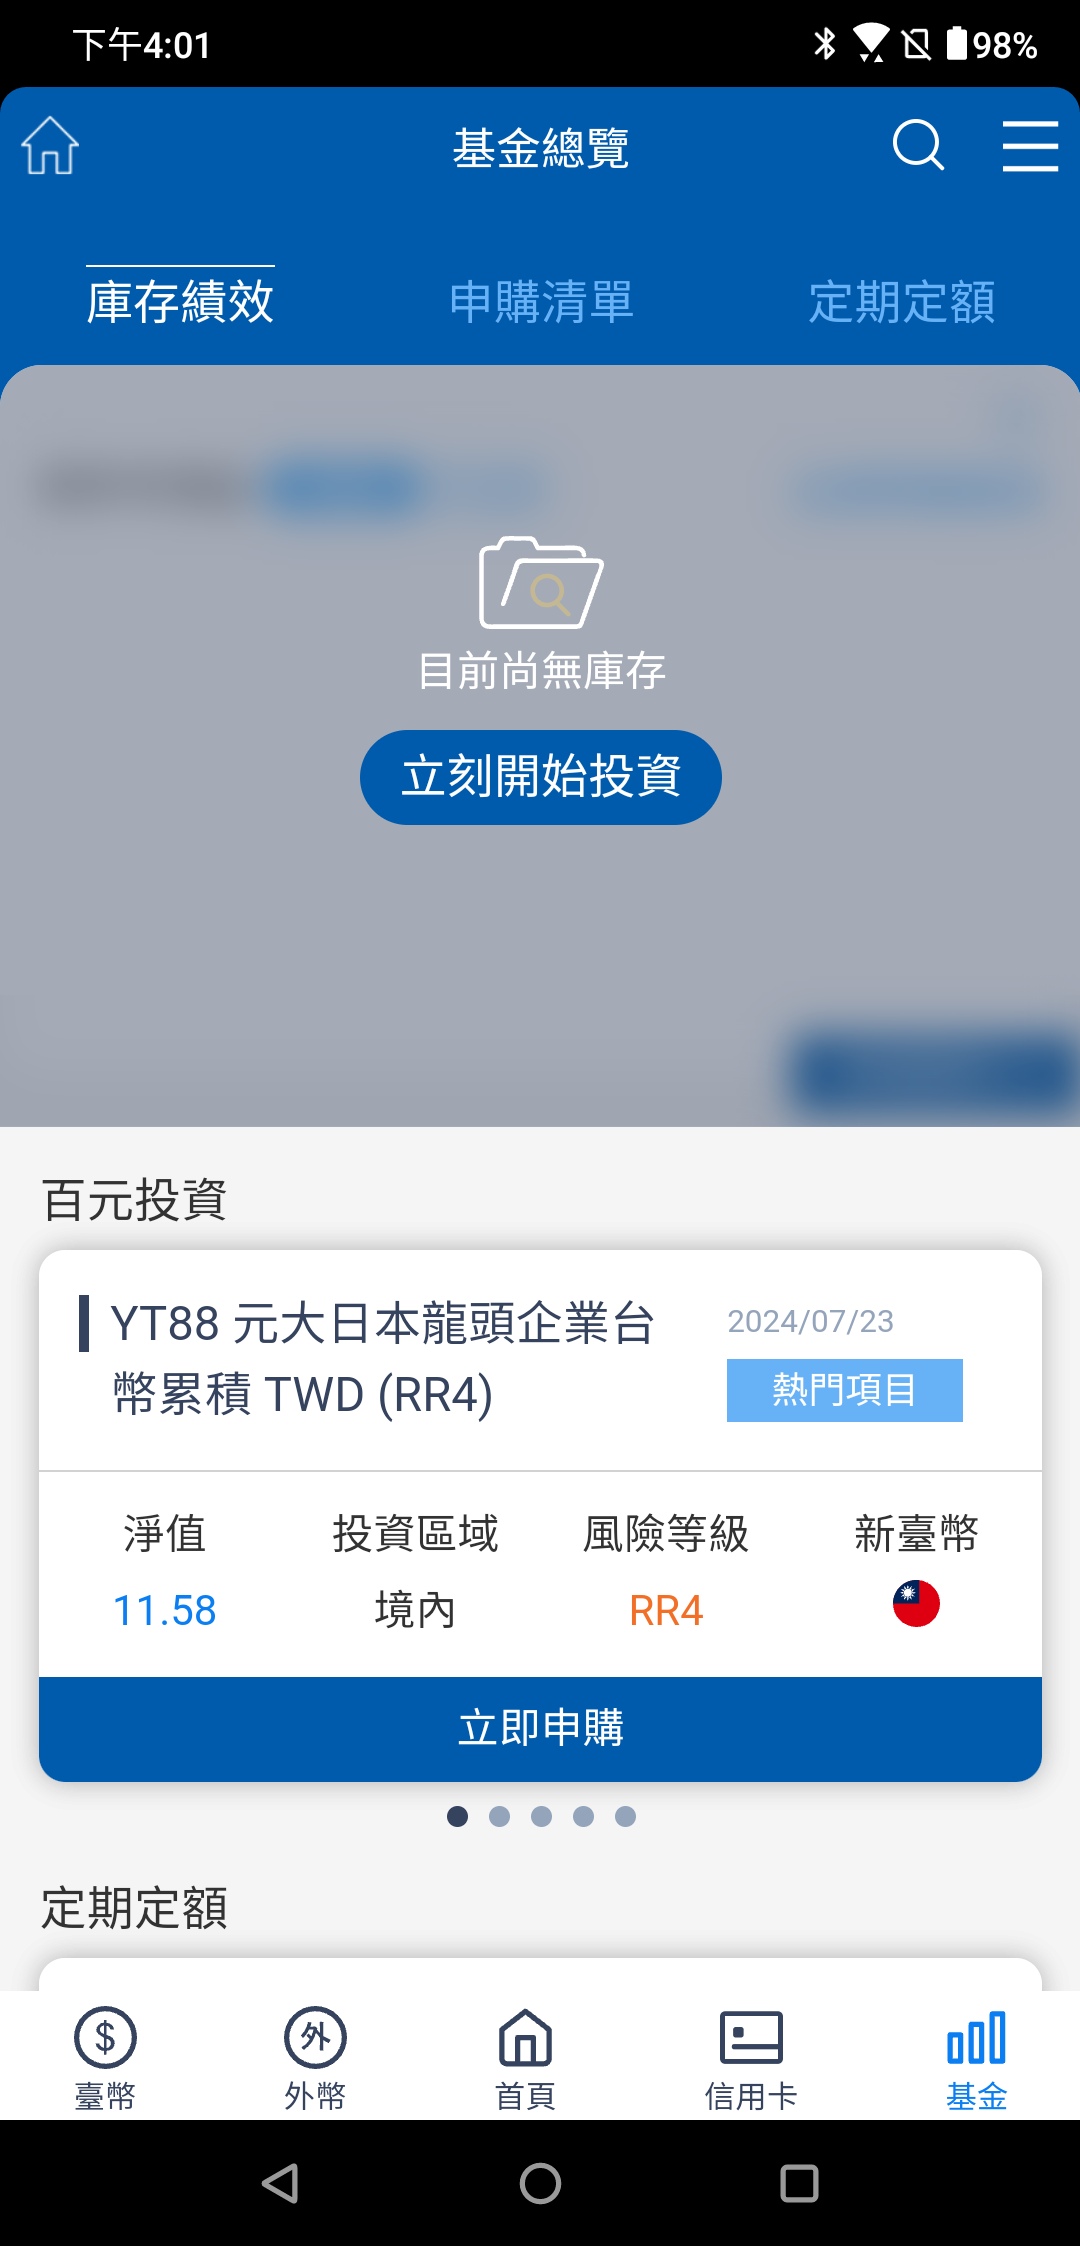 下午4:01
98%
基金總覽
庫存績效
申購清單
定期定額
目前尚無庫存
立刻開始投資
百元投資
YT88 元大日本龍頭企業台
幣累積 TWD (RR4)
2024/07/23
熱門項目
淨值
投資區域
風險等級
新臺幣
11.58
境內
RR4
立即申購
定期定額
$
外
臺幣
外幣
首頁
信用卡
基金